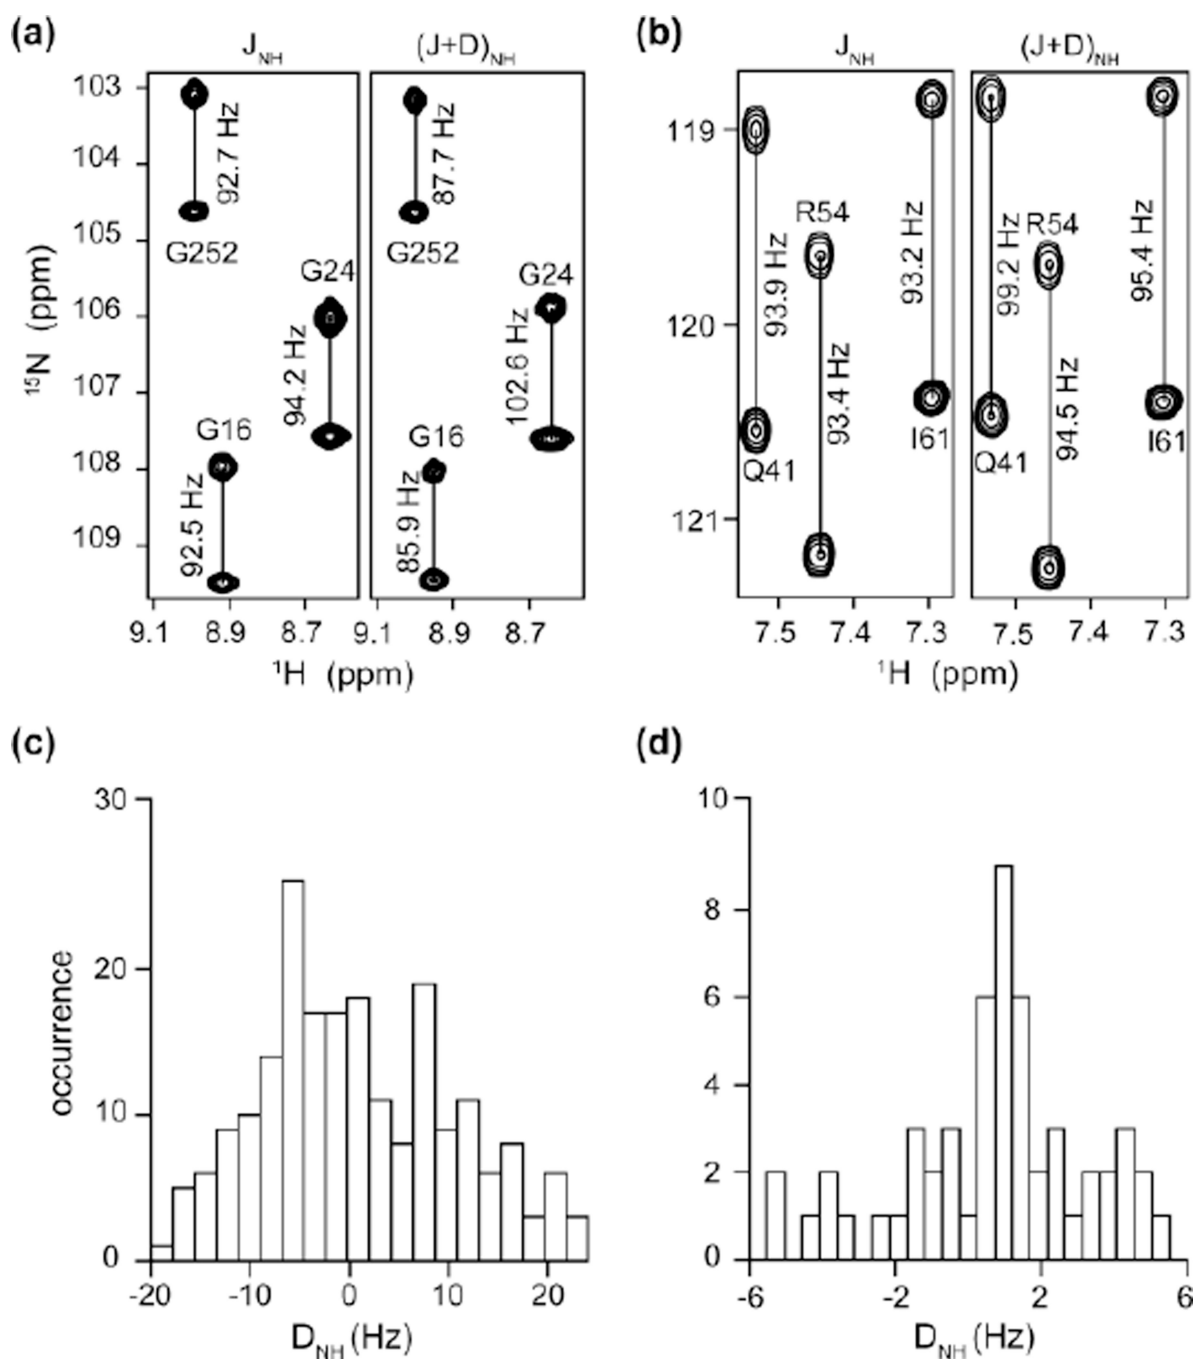 (a)
J_NH
(J+D)_NH
103
104
105
106
107
108
109
¹⁵N (ppm)
92.7 Hz
G252
G24
94.2 Hz
G16
92.5 Hz
87.7 Hz
G252
G24
102.6 Hz
G16
85.9 Hz
9.1
8.9
8.7
9.1
8.9
8.7
¹H (ppm)
(b)
J_NH
(J+D)_NH
119
120
121
93.9 Hz
Q41
R54
93.4 Hz
93.2 Hz
I61
99.2 Hz
Q41
R54
94.5 Hz
95.4 Hz
I61
7.5
7.4
7.3
7.5
7.4
7.3
¹H (ppm)
(c)
30
20
10
0
occurrence
-20
-10
0
10
20
D_NH (Hz)
(d)
10
8
6
4
2
0
-6
-2
2
6
D_NH (Hz)